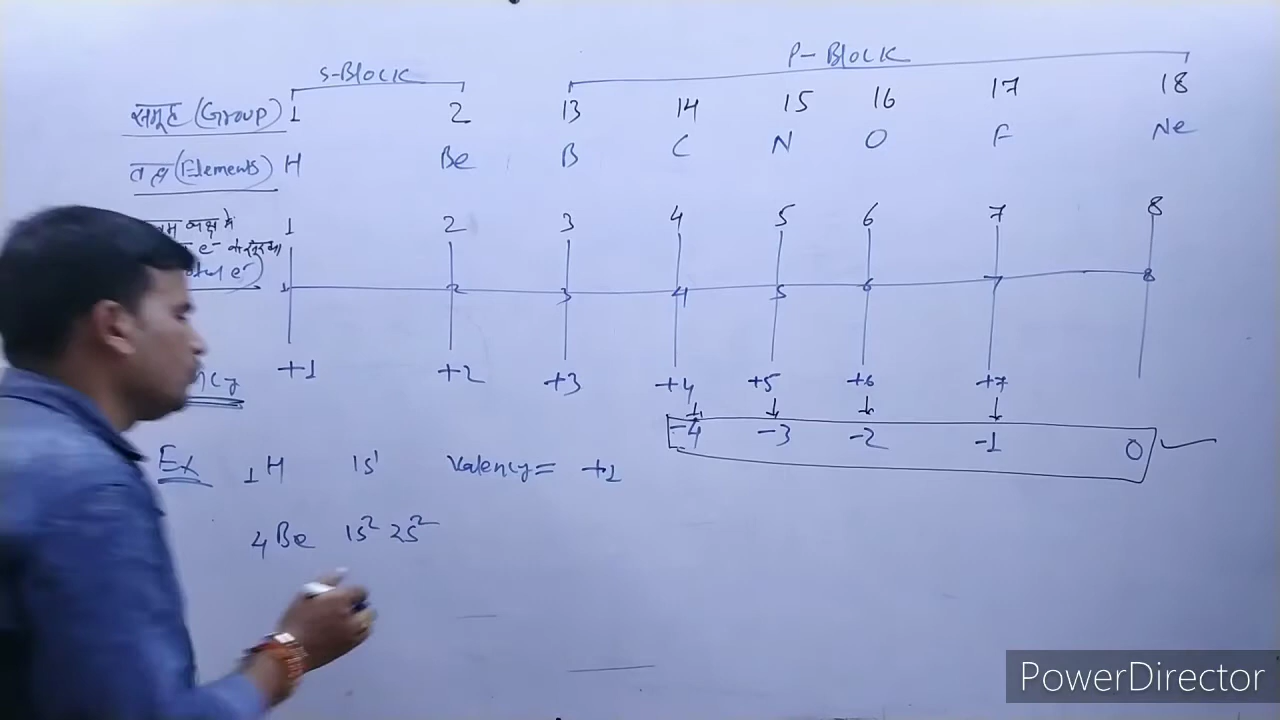 S-Block P-Block
समूह (Group) 1 2 13 14 15 16 17 18
तत्व (Elements) H Be B C N O F Ne
1 2 3 4 5 6 7 8
e⁻
e⁻)
1 2 3 4 5 6 7 8
+1 +2 +3 +4 +5 +6 +7
-4 -3 -2 -1 0
Ex ₁H 1s¹ Valency = +1
₄Be 1s² 2s²
PowerDirector